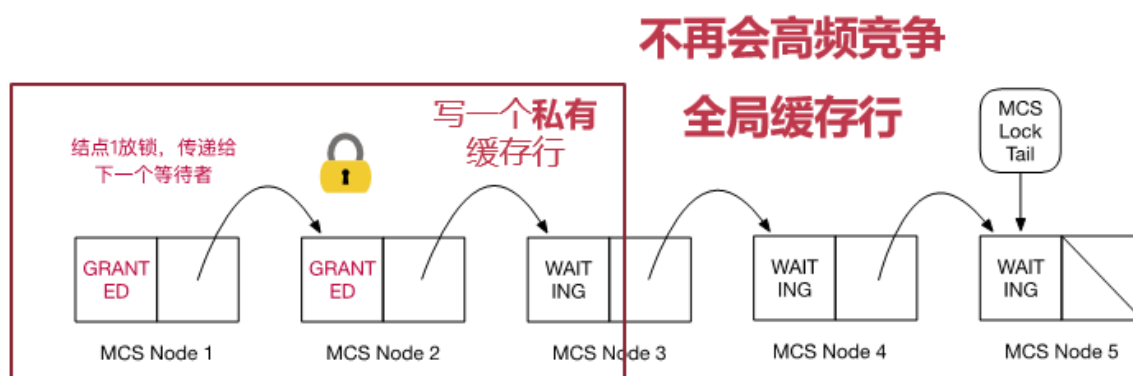 不再会高频竞争
全局缓存行
写一个私有
缓存行
结点1放锁，传递给
下一个等待者
MCS
Lock
Tail
GRANT
ED
GRANT
ED
WAIT
ING
WAIT
ING
WAIT
ING
MCS Node 1
MCS Node 2
MCS Node 3
MCS Node 4
MCS Node 5